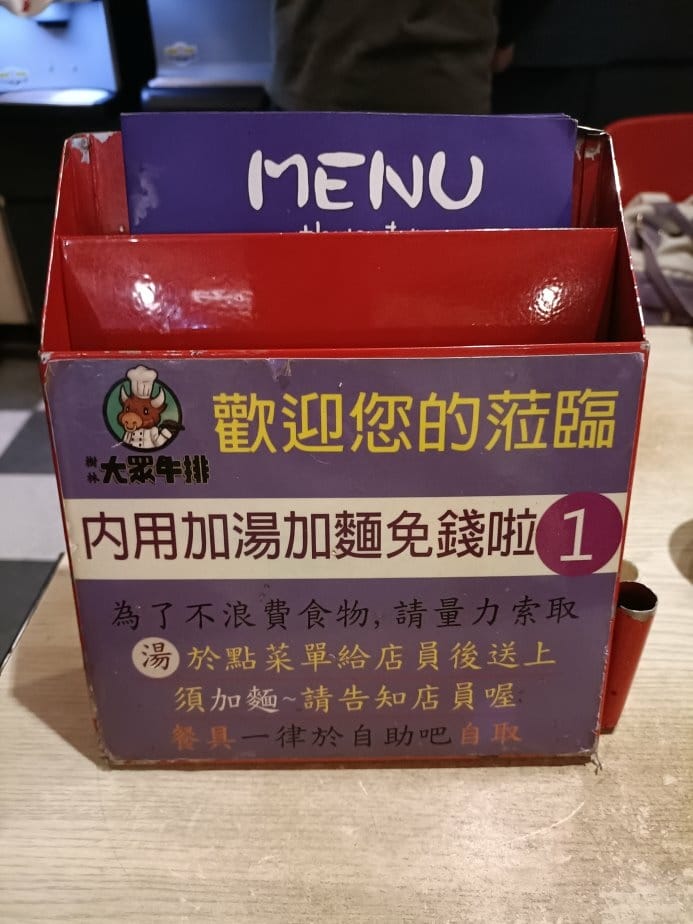 MENU
歡迎您的蒞臨
樹林
大眾牛排
內用加湯加麵免錢啦 1
為了不浪費食物,請量力索取
湯 於點菜單給店員後送上
須加麵~請告知店員喔
餐具一律於自助吧自取